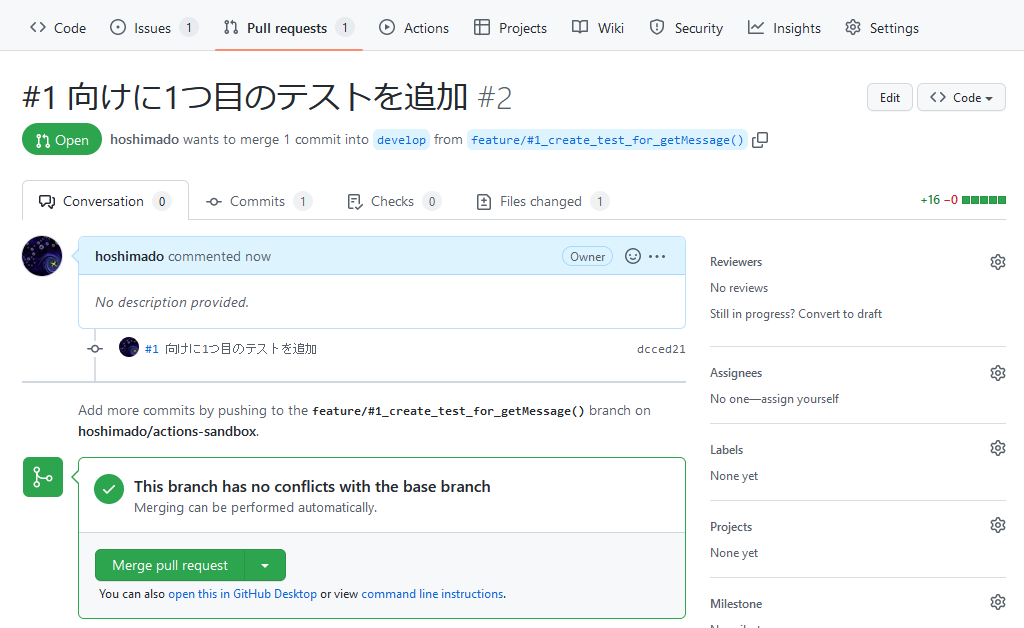 Code Issues 1 Pull requests 1 Actions Projects Wiki Security Insights Settings
#1 向けに1つ目のテストを追加 #2
Edit Code
Open hoshimado wants to merge 1 commit into develop from feature/#1_create_test_for_getMessage()
Conversation 0 Commits 1 Checks 0 Files changed 1 +16 −0
hoshimado commented now Owner
No description provided.
#1 向けに1つ目のテストを追加 dcced21
Add more commits by pushing to the feature/#1_create_test_for_getMessage() branch on
hoshimado/actions-sandbox.
This branch has no conflicts with the base branch
Merging can be performed automatically.
Merge pull request
You can also open this in GitHub Desktop or view command line instructions.
Reviewers
No reviews
Still in progress? Convert to draft
Assignees
No one—assign yourself
Labels
None yet
Projects
None yet
Milestone